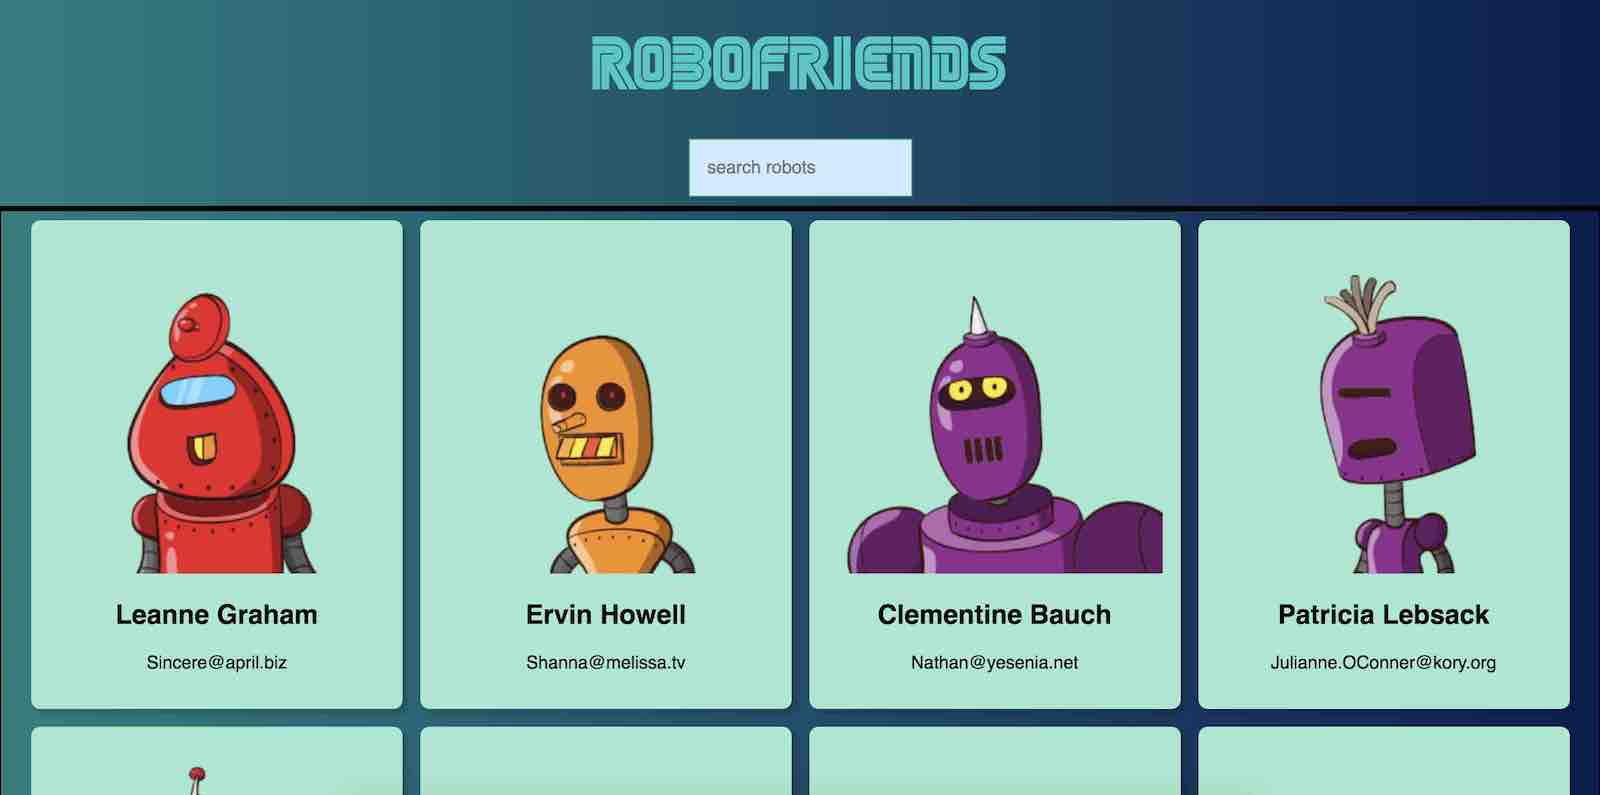 ROBOFRIENDS
search robots
Leanne Graham
Sincere@april.biz
Ervin Howell
Shanna@melissa.tv
Clementine Bauch
Nathan@yesenia.net
Patricia Lebsack
Julianne.OConner@kory.org